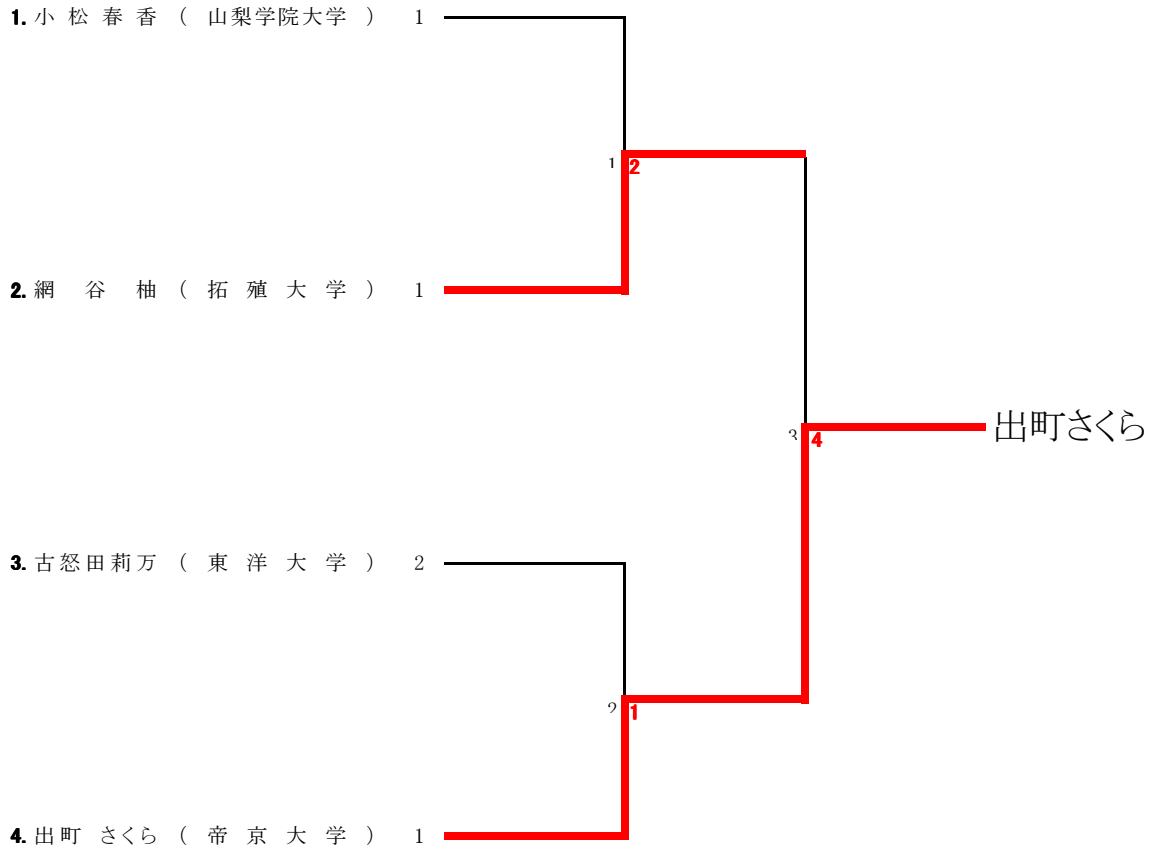 1. 小松春香 ( 山梨学院大学 ) 1
1 2
2. 網谷柚 ( 拓殖大学 ) 1
3 4 出町さくら
3. 古怒田莉万 ( 東洋大学 ) 2
2 1
4. 出町 さくら ( 帝京大学 ) 1